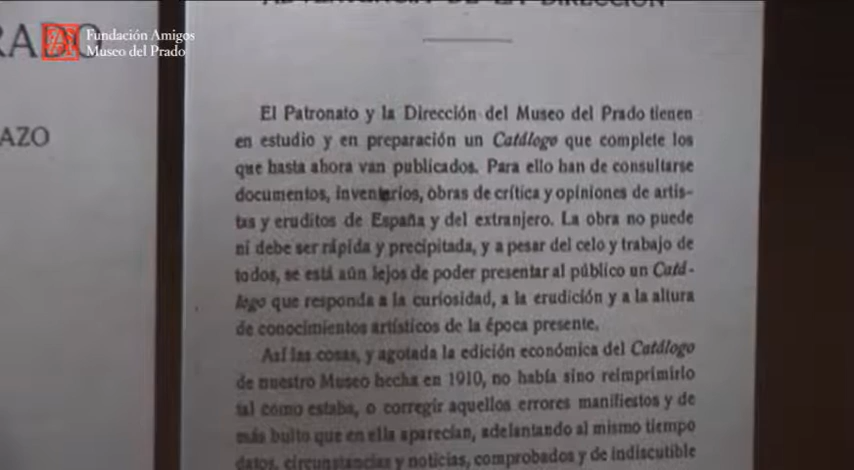 ADVERTENCIA DE LA DIRECCIÓN
RADO
Fundación Amigos
Museo del Prado
AZO
El Patronato y la Dirección del Museo del Prado tienen
en estudio y en preparación un Catálogo que complete los
que hasta ahora van publicados. Para ello han de consultarse
documentos, inventarios, obras de crítica y opiniones de artis-
tas y eruditos de España y del extranjero. La obra no puede
ni debe ser rápida y precipitada, y a pesar del celo y trabajo de
todos, se está aún lejos de poder presentar al público un Catá-
logo que responda a la curiosidad, a la erudición y a la altura
de conocimientos artísticos de la época presente.
Así las cosas, y agotada la edición económica del Catálogo
de nuestro Museo hecha en 1910, no había sino reimprimirlo
tal como estaba, o corregir aquellos errores manifiestos y de
más bulto que en ella aparecían, adelantando al mismo tiempo
datos, circunstancias y noticias, comprobados y de indiscutible